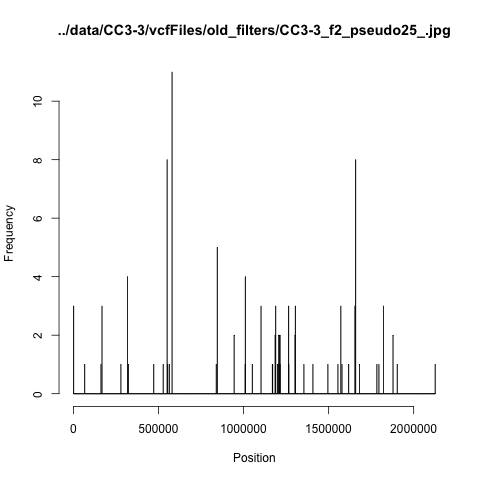 ../data/CC3-3/vcfFiles/old_filters/CC3-3_f2_pseudo25_.jpg
Frequency
10
8
6
4
2
0
0 500000 1000000 1500000 2000000
Position